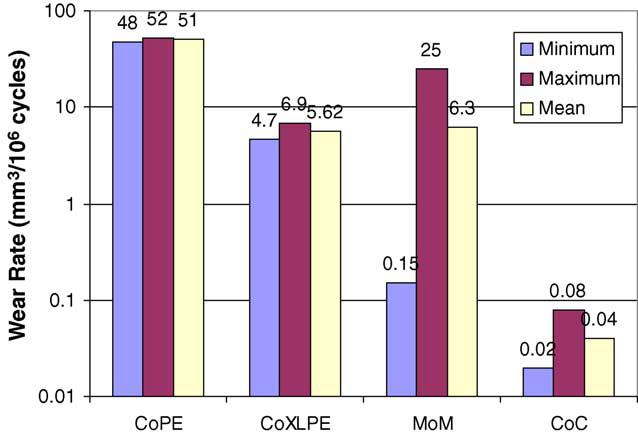 Wear Rate (mm³/10⁶ cycles)
100
10
1
0.1
0.01
48
52
51
4.7
6.9
5.62
0.15
25
6.3
0.02
0.08
0.04
Minimum
Maximum
Mean
CoPE
CoXLPE
MoM
CoC